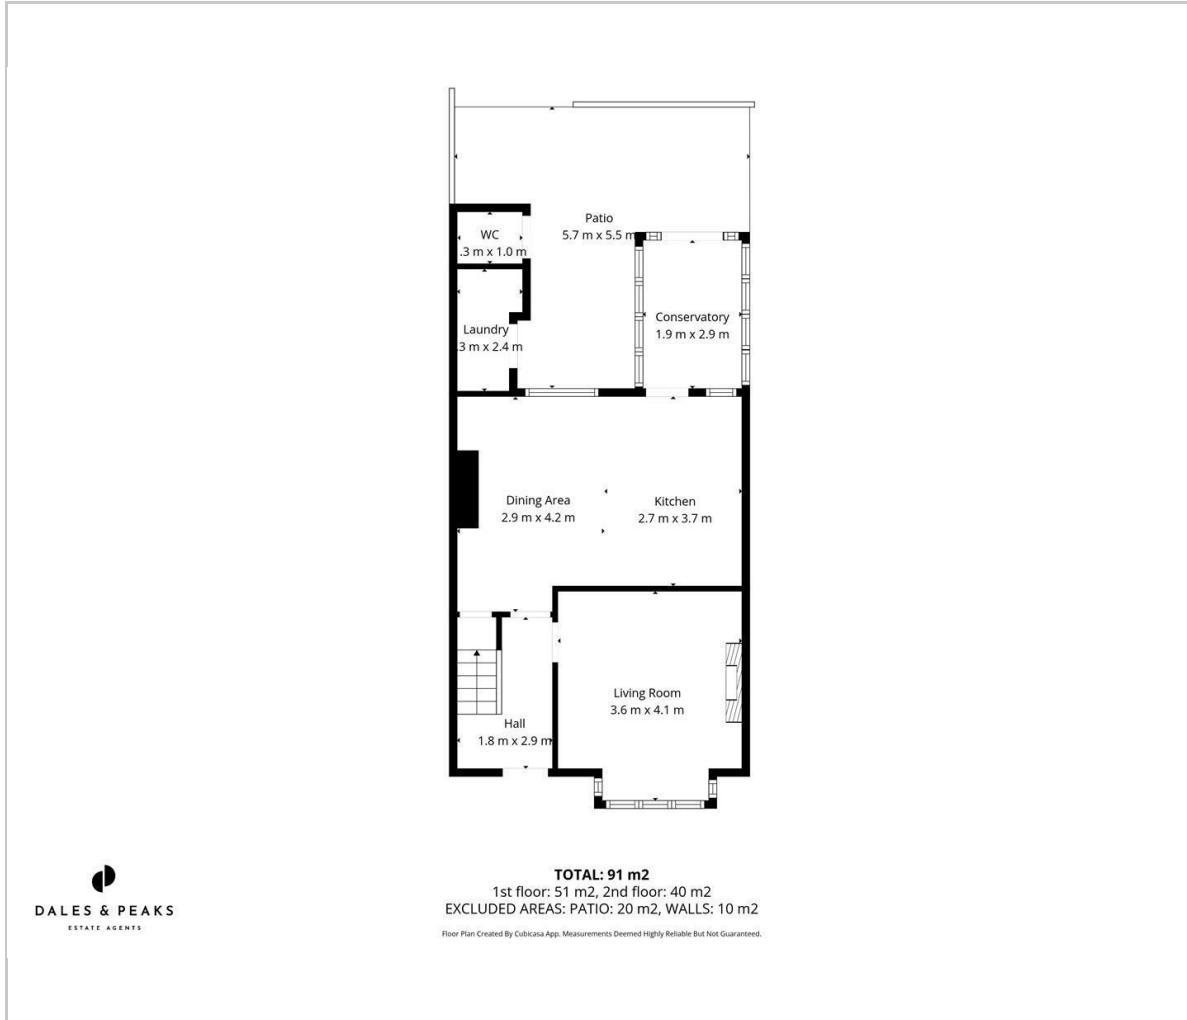 Patio
5.7 m x 5.5 m
WC
.3 m x 1.0 m
Conservatory
1.9 m x 2.9 m
Laundry
.3 m x 2.4 m
Dining Area
2.9 m x 4.2 m
Kitchen
2.7 m x 3.7 m
Living Room
3.6 m x 4.1 m
Hall
1.8 m x 2.9 m
TOTAL: 91 m2
1st floor: 51 m2, 2nd floor: 40 m2
EXCLUDED AREAS: PATIO: 20 m2, WALLS: 10 m2
Floor Plan Created By Cubicasa App. Measurements Deemed Highly Reliable But Not Guaranteed.
DALES & PEAKS
ESTATE AGENTS